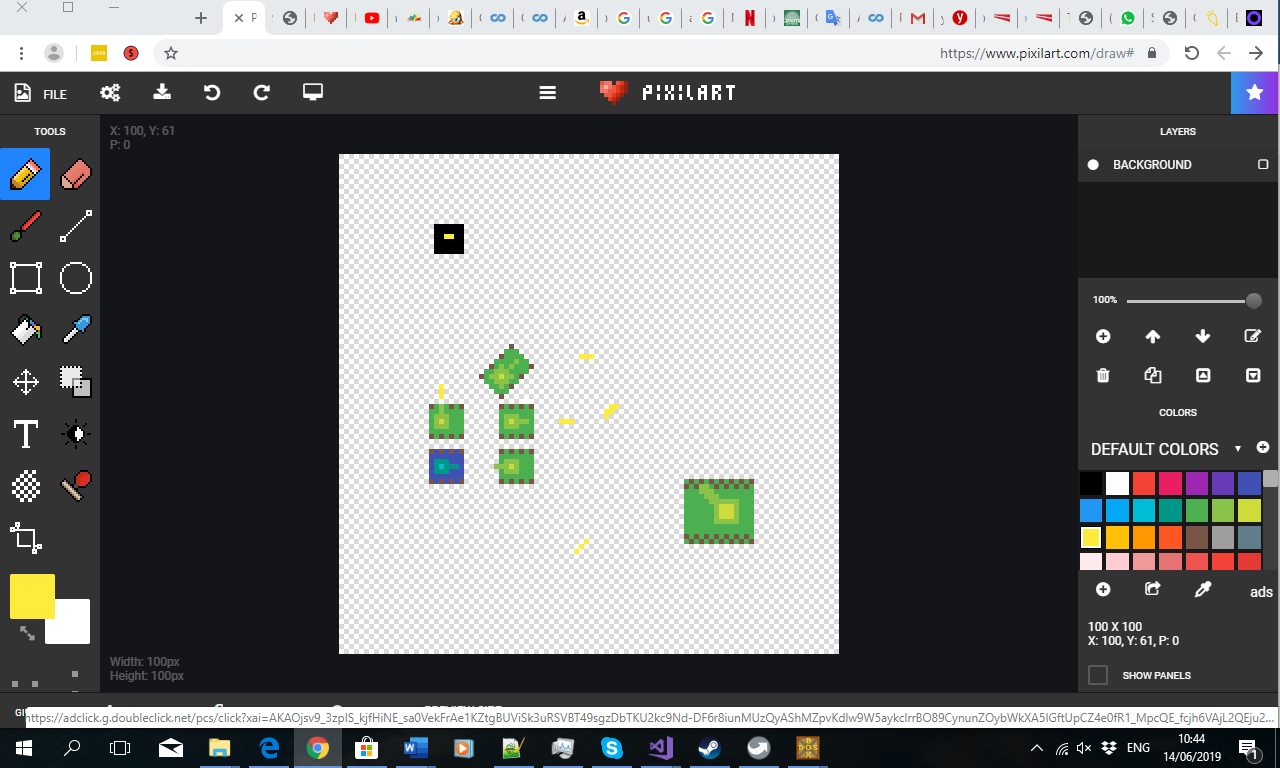 https://www.pixilart.com/draw#
FILE
PIXILART
TOOLS
X: 100, Y: 61
P: 0
LAYERS
BACKGROUND
100%
COLORS
DEFAULT COLORS
ads
100 X 100
X: 100, Y: 61, P: 0
SHOW PANELS
Width: 100px
Height: 100px
ENG
10:44
14/06/2019
1